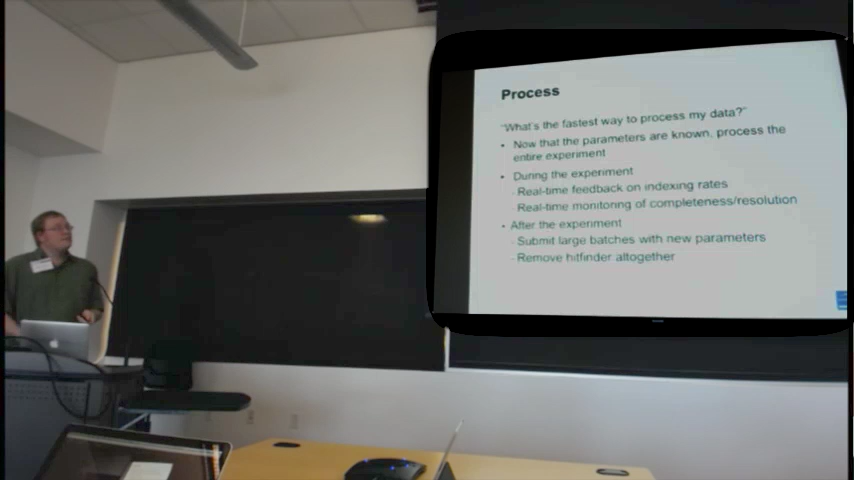 Process
"What's the fastest way to process my data?"
• Now that the parameters are known, process the
entire experiment
• During the experiment
- Real-time feedback on indexing rates
- Real-time monitoring of completeness/resolution
• After the experiment
- Submit large batches with new parameters
- Remove hitfinder altogether